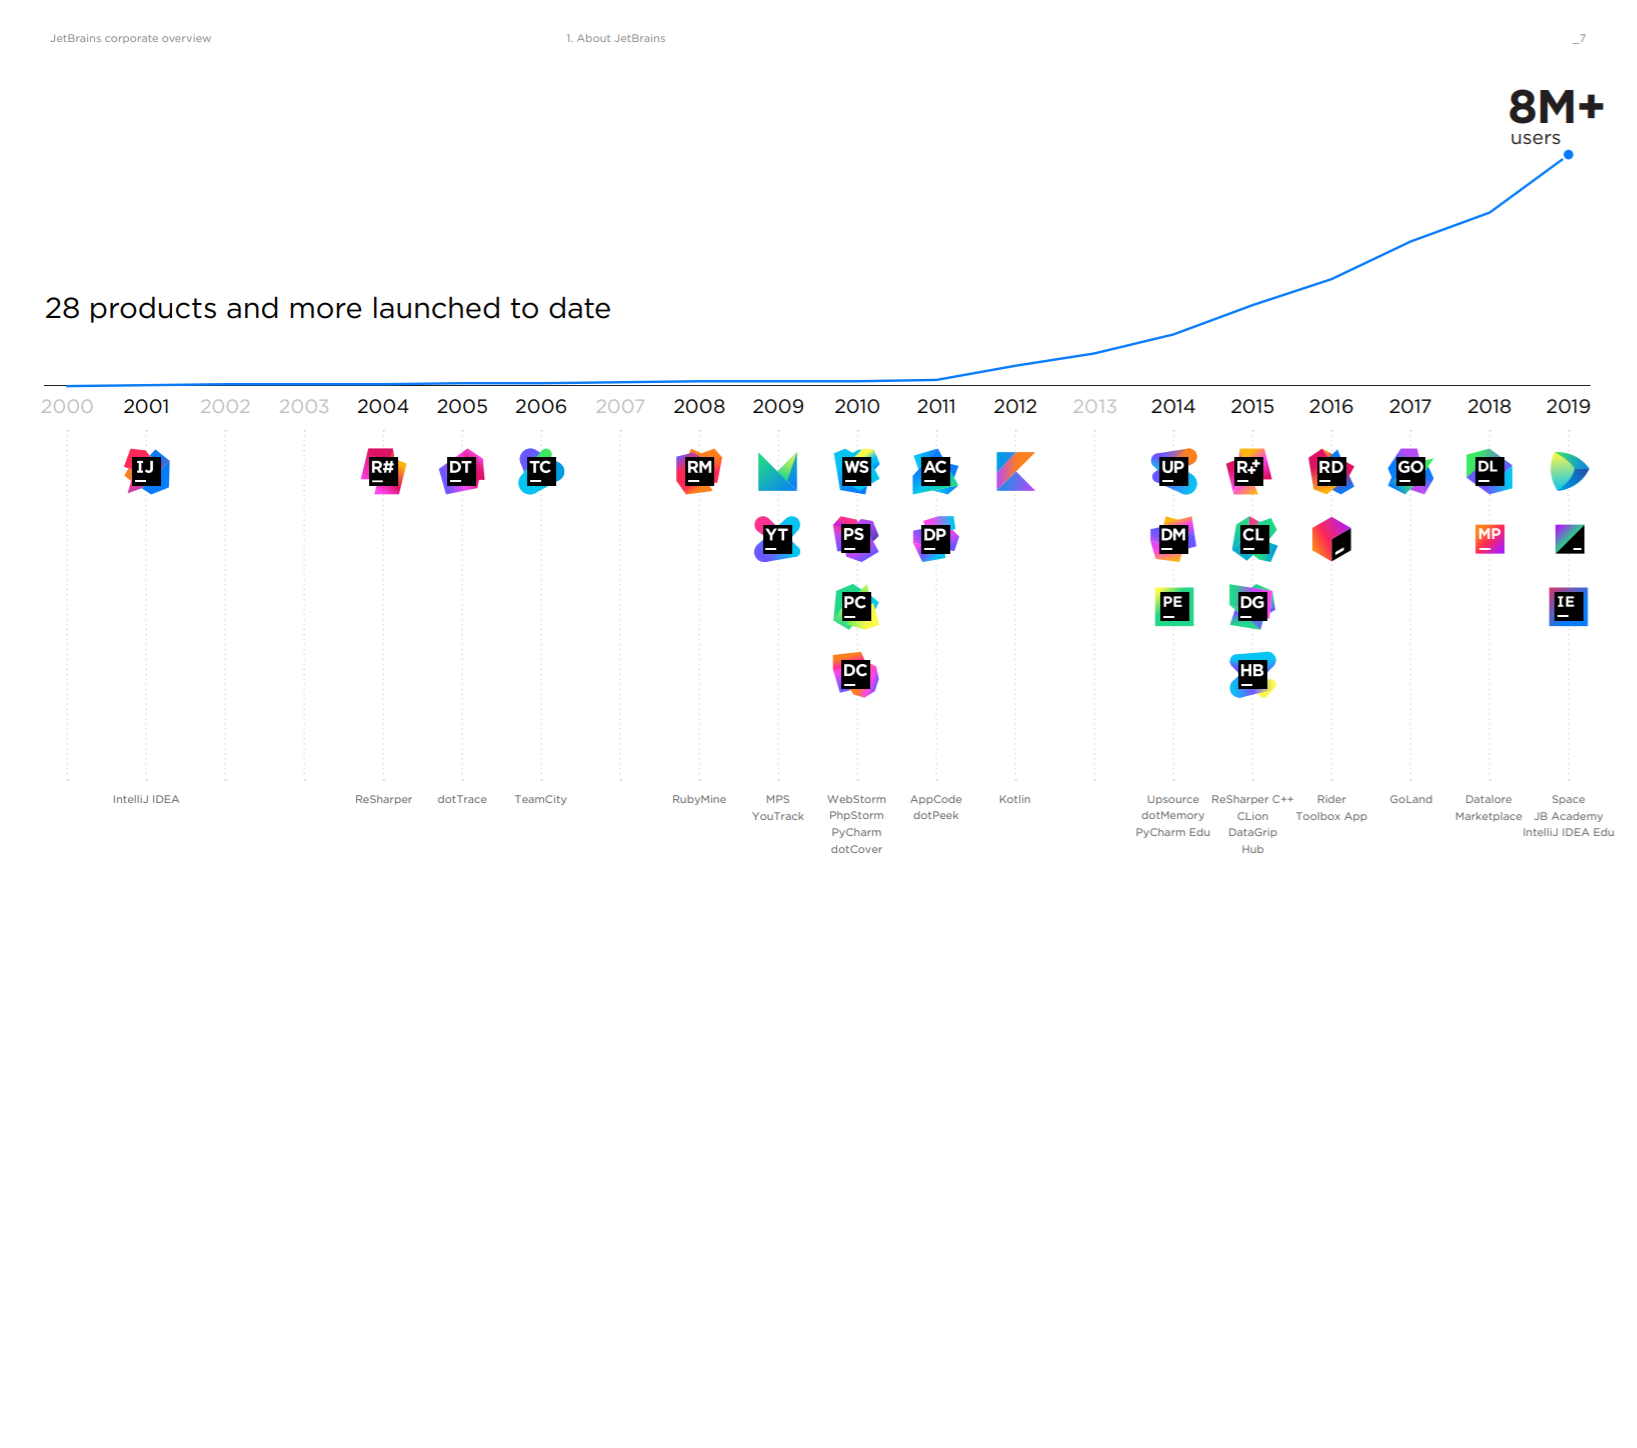 JetBrains corporate overview
1. About JetBrains
_7
8M+
users
28 products and more launched to date
2000 2001 2002 2003 2004 2005 2006 2007 2008 2009 2010 2011 2012 2013 2014 2015 2016 2017 2018 2019
IJ R# DT TC RM WS AC UP R++ RD GO DL
YT PS DP DM CL MP
PC PE DG IE
DC HB
IntelliJ IDEA
ReSharper
dotTrace
TeamCity
RubyMine
MPS
YouTrack
WebStorm
PhpStorm
PyCharm
dotCover
AppCode
dotPeek
Kotlin
Upsource
dotMemory
PyCharm Edu
ReSharper C++
CLion
DataGrip
Hub
Rider
Toolbox App
GoLand
Datalore
Marketplace
Space
JB Academy
IntelliJ IDEA Edu